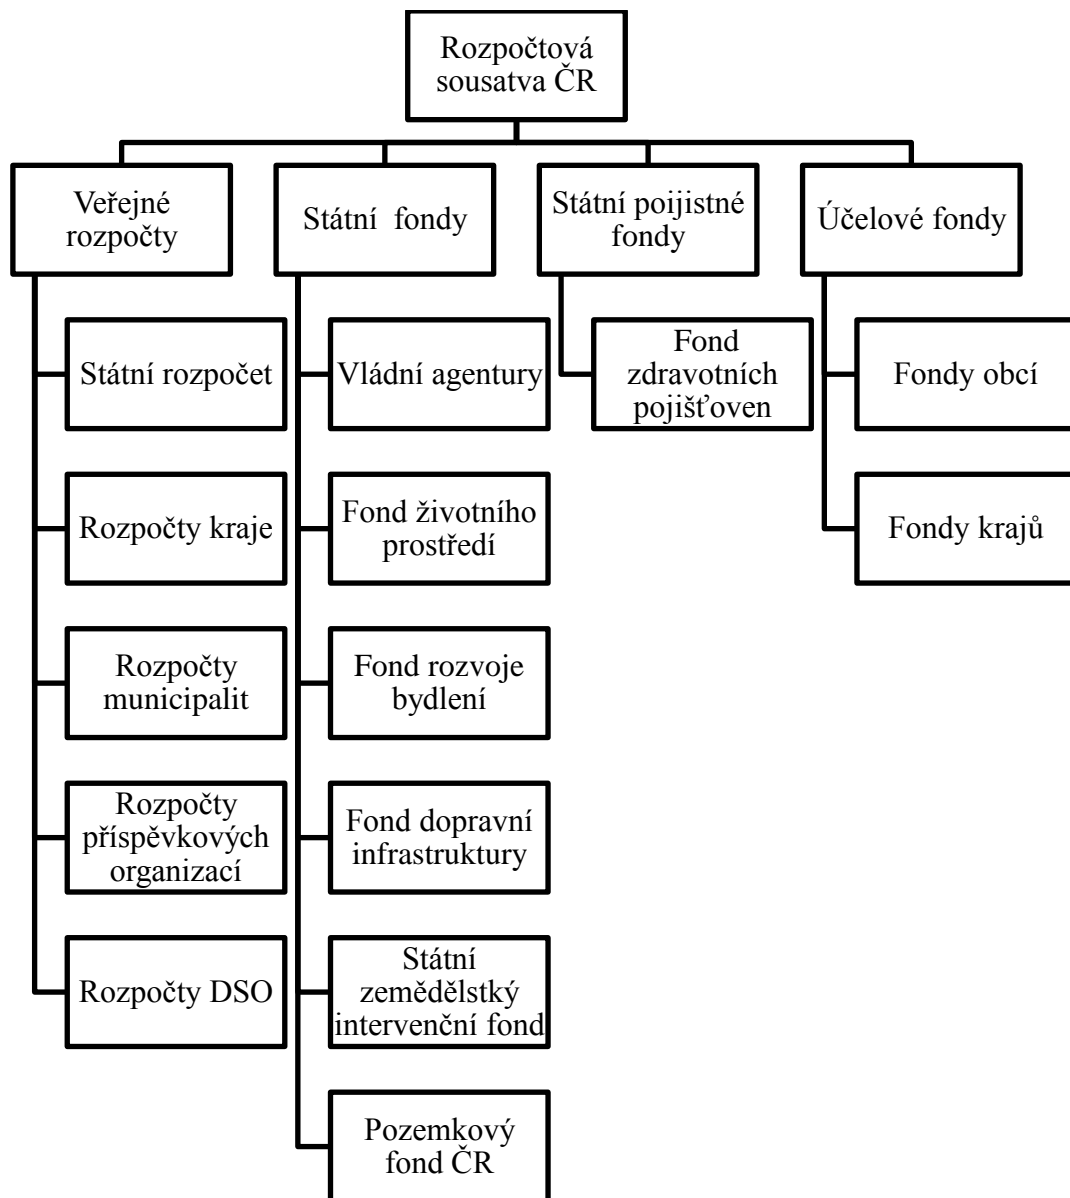 Rozpočtová
sousatva ČR
Veřejné
rozpočty
Státní rozpočet
Rozpočty kraje
Rozpočty
municipalit
Rozpočty
příspěvkových
organizací
Rozpočty DSO
Státní fondy
Vládní agentury
Fond životního
prostředí
Fond rozvoje
bydlení
Fond dopravní
infrastruktury
Státní
zemědělstký
intervenční fond
Pozemkový
fond ČR
Státní poijistné
fondy
Fond
zdravotních
pojišťoven
Účelové fondy
Fondy obcí
Fondy krajů